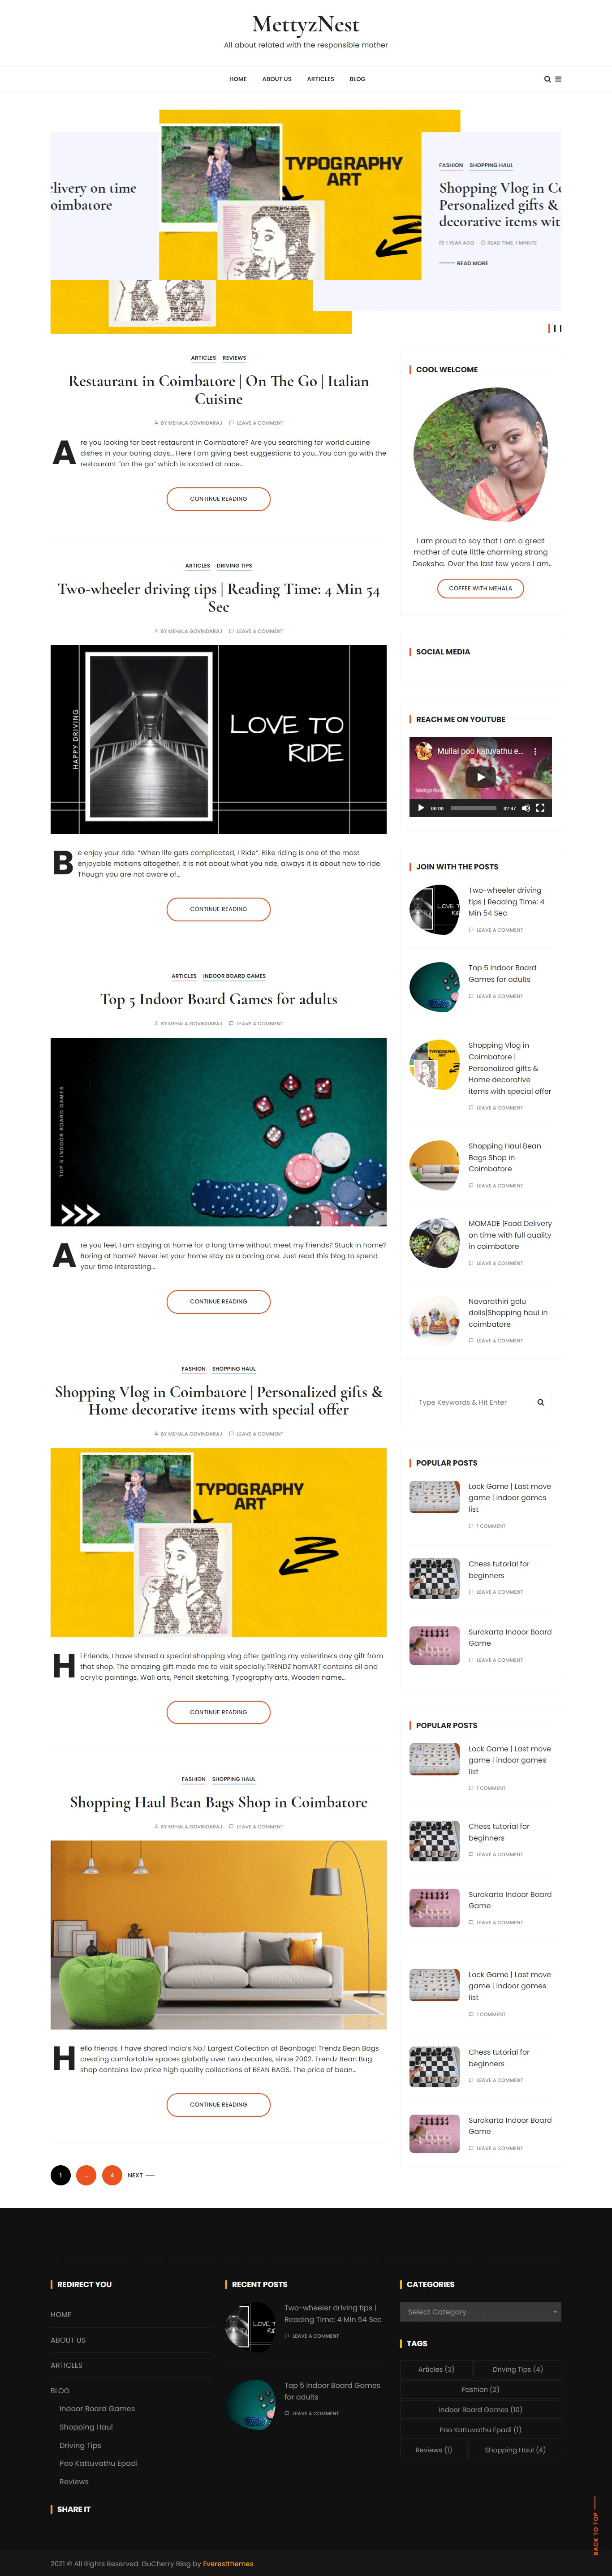 MettyzNest
All about related with the responsible mother
HOME ABOUT US ARTICLES BLOG
elivery on time
oimbatore
TYPOGRAPHY
ART
FASHION SHOPPING HAUL
Shopping Vlog in Co
Personalized gifts &
decorative items wit
1 YEAR AGO READ TIME: 1 MINUTE
READ MORE
ARTICLES REVIEWS
Restaurant in Coimbatore | On The Go | Italian
Cuisine
BY MEHALA GOVINDARAJ LEAVE A COMMENT
Are you looking for best restaurant in Coimbatore? Are you searching for world cuisine
dishes in your boring days... Here I am giving best suggestions to you...You can go with the
restaurant “on the go” which is located at race...
CONTINUE READING
ARTICLES DRIVING TIPS
Two-wheeler driving tips | Reading Time: 4 Min 54
Sec
BY MEHALA GOVINDARAJ LEAVE A COMMENT
HAPPY DRIVING
LOVE TO
RIDE
Be enjoy your ride: “When life gets complicated, i Ride”. Bike riding is one of the most
enjoyable motions altogether. It is not about what you ride, always it is about how to ride.
Though you are not aware of...
CONTINUE READING
ARTICLES INDOOR BOARD GAMES
Top 5 Indoor Board Games for adults
BY MEHALA GOVINDARAJ LEAVE A COMMENT
TOP 5 INDOOR BOARD GAMES
Are you feel, I am staying at home for a long time without meet my friends? Stuck in home?
Boring at home? Never let your home stay as a boring one. Just read this blog to spend
your time interesting...
CONTINUE READING
FASHION SHOPPING HAUL
Shopping Vlog in Coimbatore | Personalized gifts &
Home decorative items with special offer
BY MEHALA GOVINDARAJ LEAVE A COMMENT
TYPOGRAPHY
ART
Hi Friends, I have shared a special shopping vlog after getting my valentine’s day gift from
that shop. The amazing gift made me to visit specially.TRENDZ homART contains oil and
acrylic paintings, Wall arts, Pencil sketching, Typography arts, Wooden name...
CONTINUE READING
FASHION SHOPPING HAUL
Shopping Haul Bean Bags Shop in Coimbatore
BY MEHALA GOVINDARAJ LEAVE A COMMENT
Hello friends, I have shared India’s No.1 Largest Collection of Beanbags! Trendz Bean Bags
creating comfortable spaces globally over two decades, since 2002. Trendz Bean Bag
shop contains low price high quality collections of BEAN BAGS. The price of bean...
CONTINUE READING
1 … 4 NEXT
COOL WELCOME
I am proud to say that I am a great
mother of cute little charming strong
Deeksha. Over the last few years I am..
COFFEE WITH MEHALA
SOCIAL MEDIA
REACH ME ON YOUTUBE
Mullai poo katuvathu e...
00:00 02:47
JOIN WITH THE POSTS
Two-wheeler driving
tips | Reading Time: 4
Min 54 Sec
LEAVE A COMMENT
Top 5 Indoor Board
Games for adults
LEAVE A COMMENT
Shopping Vlog in
Coimbatore |
Personalized gifts &
Home decorative
items with special offer
LEAVE A COMMENT
Shopping Haul Bean
Bags Shop in
Coimbatore
LEAVE A COMMENT
MOMADE |Food Delivery
on time with full quality
in coimbatore
LEAVE A COMMENT
Navarathiri golu
dolls|Shopping haul in
coimbatore
LEAVE A COMMENT
Type Keywords & Hit Enter
POPULAR POSTS
Lock Game | Last move
game | indoor games
list
1 COMMENT
Chess tutorial for
beginners
LEAVE A COMMENT
Surakarta Indoor Board
Game
LEAVE A COMMENT
POPULAR POSTS
Lock Game | Last move
game | indoor games
list
1 COMMENT
Chess tutorial for
beginners
LEAVE A COMMENT
Surakarta Indoor Board
Game
LEAVE A COMMENT
Lock Game | Last move
game | indoor games
list
1 COMMENT
Chess tutorial for
beginners
LEAVE A COMMENT
Surakarta Indoor Board
Game
LEAVE A COMMENT
REDIRECT YOU
HOME
ABOUT US
ARTICLES
BLOG
Indoor Board Games
Shopping Haul
Driving Tips
Poo Kattuvathu Epadi
Reviews
SHARE IT
RECENT POSTS
Two-wheeler driving tips |
Reading Time: 4 Min 54 Sec
LEAVE A COMMENT
Top 5 Indoor Board Games
for adults
LEAVE A COMMENT
CATEGORIES
Select Category
TAGS
Articles (3) Driving Tips (4)
Fashion (2)
Indoor Board Games (10)
Poo Kattuvathu Epadi (1)
Reviews (1) Shopping Haul (4)
BACK TO TOP
2021 © All Rights Reserved. GuCherry Blog by Everestthemes